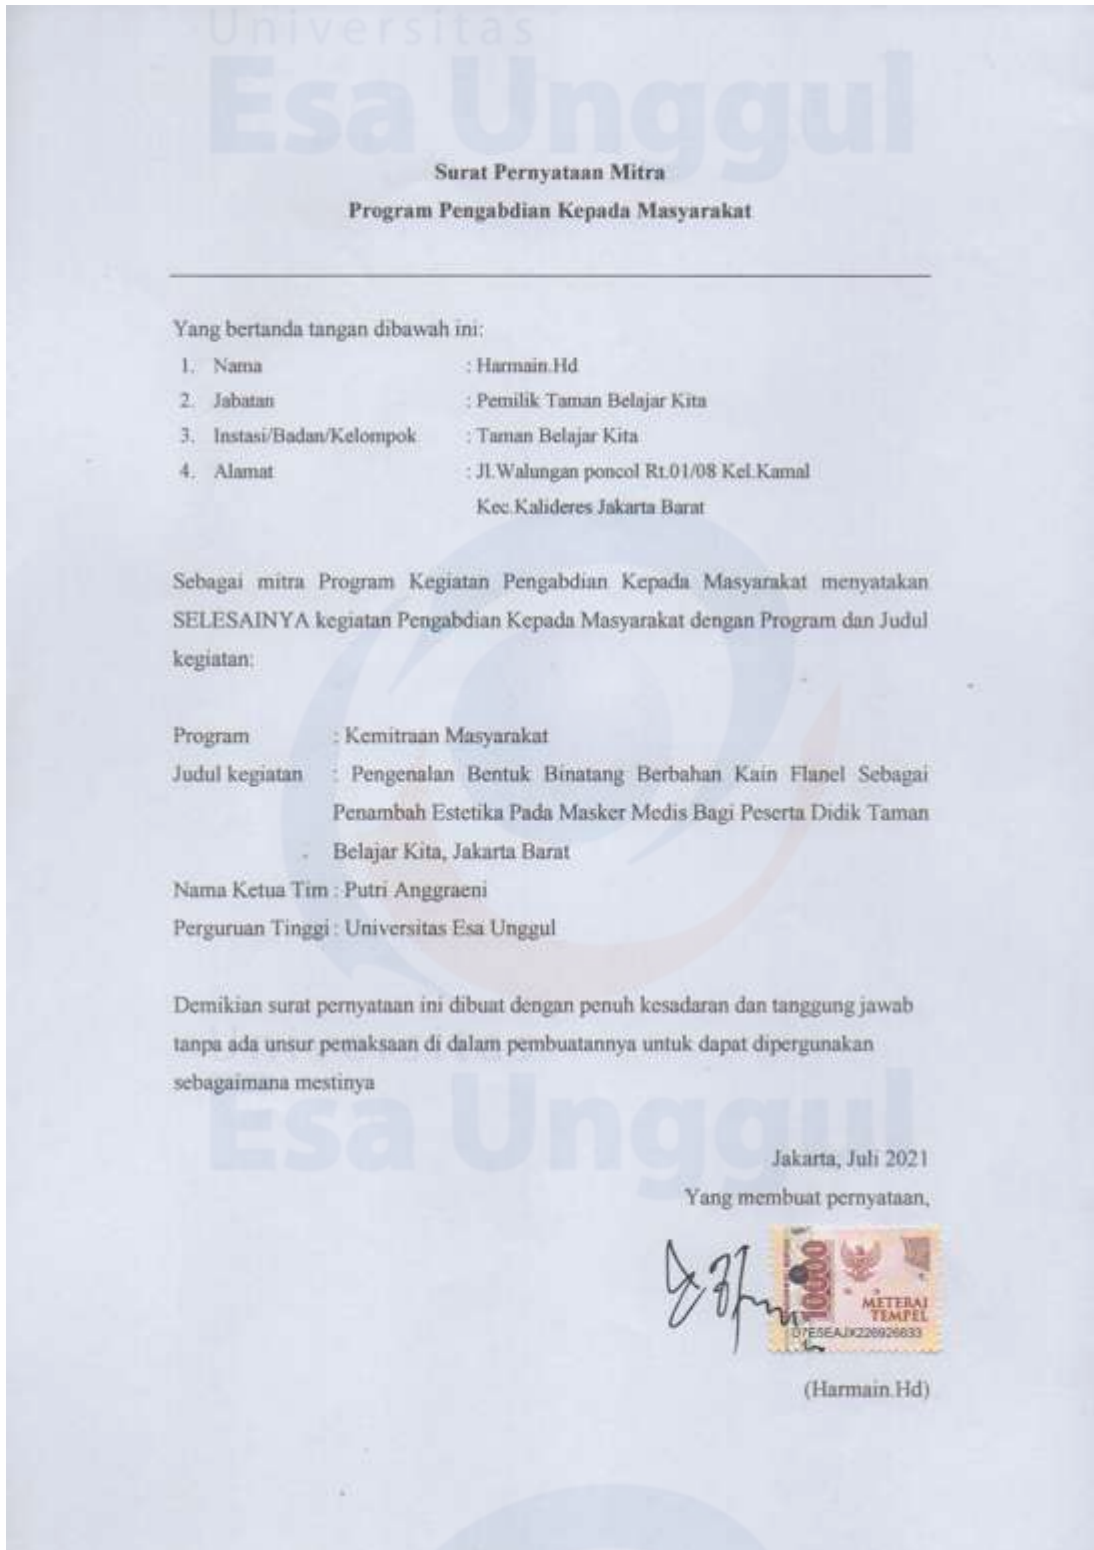 Universitas
Esa Unggul
Surat Pernyataan Mitra
Program Pengabdian Kepada Masyarakat
Yang bertanda tangan dibawah ini:
1. Nama : Harmain.Hd
2. Jabatan : Pemilik Taman Belajar Kita
3. Instasi/Badan/Kelompok : Taman Belajar Kita
4. Alamat : Jl.Walungan poncol Rt.01/08 Kel.Kamal
Kec.Kalideres Jakarta Barat
Sebagai mitra Program Kegiatan Pengabdian Kepada Masyarakat menyatakan
SELESAINYA kegiatan Pengabdian Kepada Masyarakat dengan Program dan Judul
kegiatan:
Program : Kemitraan Masyarakat
Judul kegiatan : Pengenalan Bentuk Binatang Berbahan Kain Flanel Sebagai
Penambah Estetika Pada Masker Medis Bagi Peserta Didik Taman
Belajar Kita, Jakarta Barat
Nama Ketua Tim : Putri Anggraeni
Perguruan Tinggi : Universitas Esa Unggul
Demikian surat pernyataan ini dibuat dengan penuh kesadaran dan tanggung jawab
tanpa ada unsur pemaksaan di dalam pembuatannya untuk dapat dipergunakan
sebagaimana mestinya
Esa Unggul
Jakarta, Juli 2021
Yang membuat pernyataan,
10000
METERAI
TEMPEL
D7E5EAJX226926633
(Harmain.Hd)